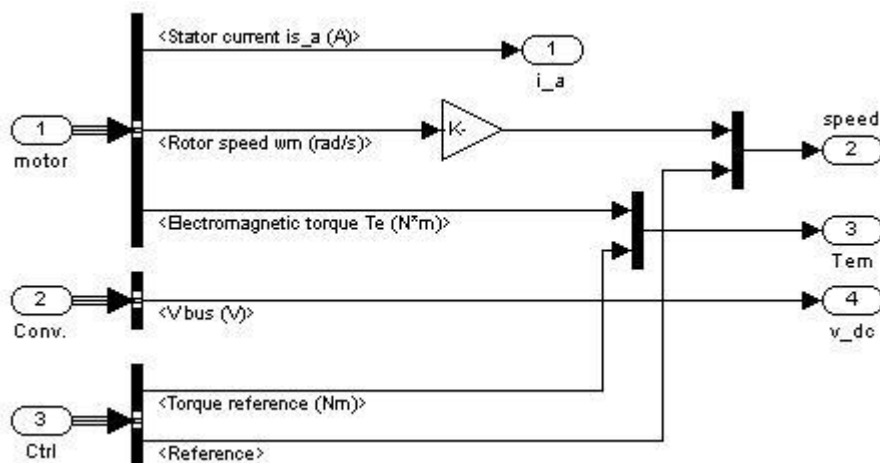 <Stator current is_a (A)>
1
i_a
1
motor
<Rotor speed wm (rad/s)>
K-
speed
2
<Electromagnetic torque Te (N*m)>
3
Tem
2
Conv.
<V bus (V)>
4
v_dc
<Torque reference (Nm)>
3
Ctrl
<Reference>